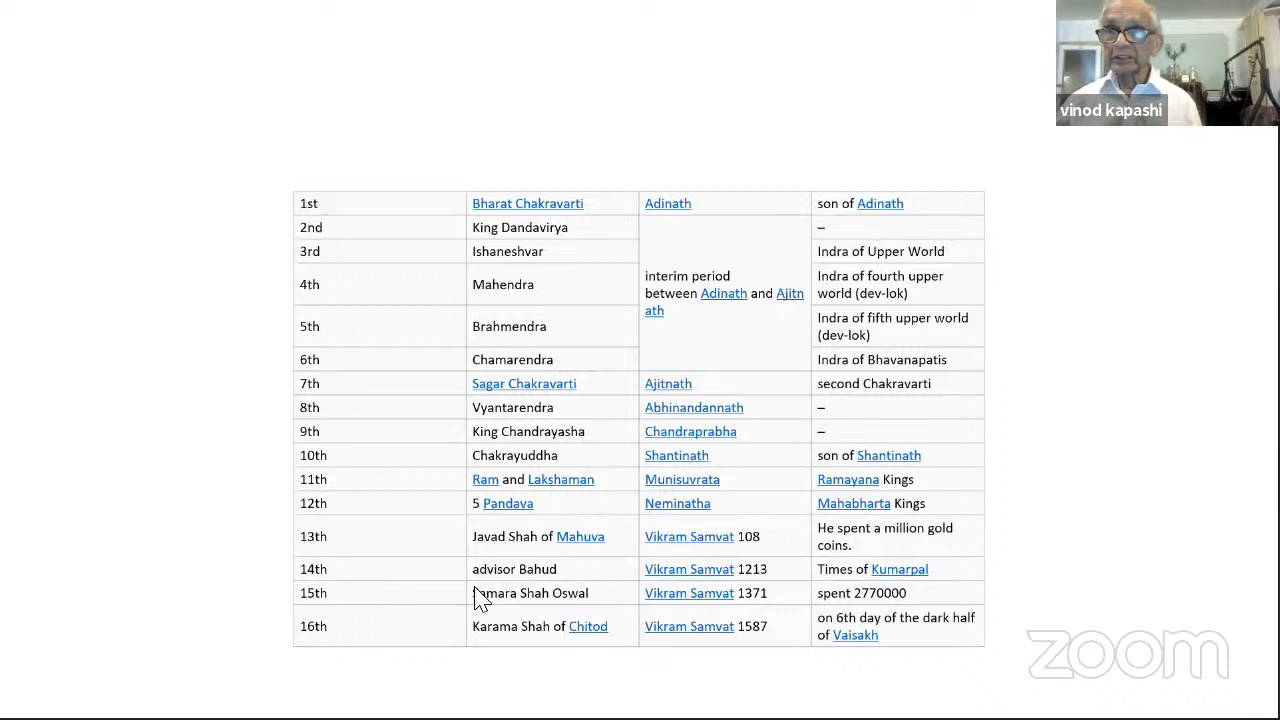 vinod kapashi
1st Bharat Chakravarti Adinath son of Adinath
2nd King Dandavirya –
3rd Ishaneshvar Indra of Upper World
interim period
between Adinath and Ajitn
ath
4th Mahendra Indra of fourth upper
world (dev-lok)
5th Brahmendra Indra of fifth upper world
(dev-lok)
6th Chamarendra Indra of Bhavanapatis
7th Sagar Chakravarti Ajitnath second Chakravarti
8th Vyantarendra Abhinandannath –
9th King Chandrayasha Chandraprabha –
10th Chakrayuddha Shantinath son of Shantinath
11th Ram and Lakshaman Munisuvrata Ramayana Kings
12th 5 Pandava Neminatha Mahabharta Kings
13th Javad Shah of Mahuva Vikram Samvat 108 He spent a million gold
coins.
14th advisor Bahud Vikram Samvat 1213 Times of Kumarpal
15th Samara Shah Oswal Vikram Samvat 1371 spent 2770000
16th Karama Shah of Chitod Vikram Samvat 1587 on 6th day of the dark half
of Vaisakh
zoom